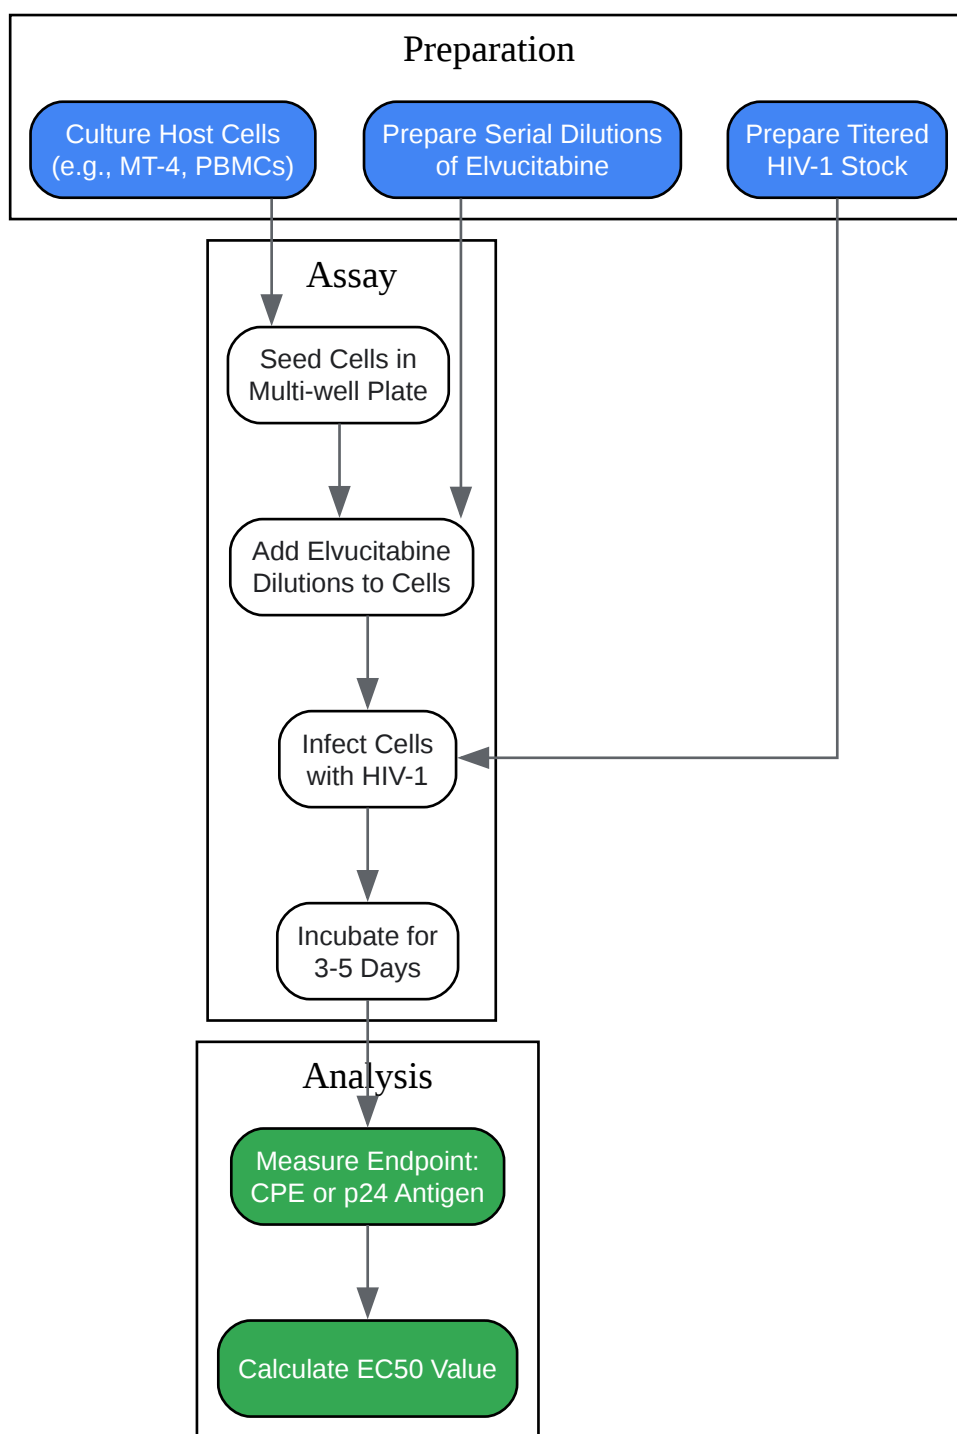 Preparation
Culture Host Cells
(e.g., MT-4, PBMCs)
Prepare Serial Dilutions
of Elvucitabine
Prepare Titered
HIV-1 Stock
Assay
Seed Cells in
Multi-well Plate
Add Elvucitabine
Dilutions to Cells
Infect Cells
with HIV-1
Incubate for
3-5 Days
Analysis
Measure Endpoint:
CPE or p24 Antigen
Calculate EC50 Value